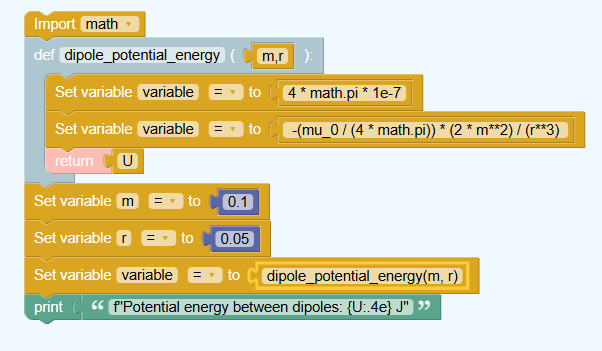 Import math
def dipole_potential_energy ( m,r ):
Set variable variable = to 4 * math.pi * 1e-7
Set variable variable = to -(mu_0 / (4 * math.pi)) * (2 * m**2) / (r**3)
return U
Set variable m = to 0.1
Set variable r = to 0.05
Set variable variable = to dipole_potential_energy(m, r)
print “ f"Potential energy between dipoles: {U:.4e} J" ”